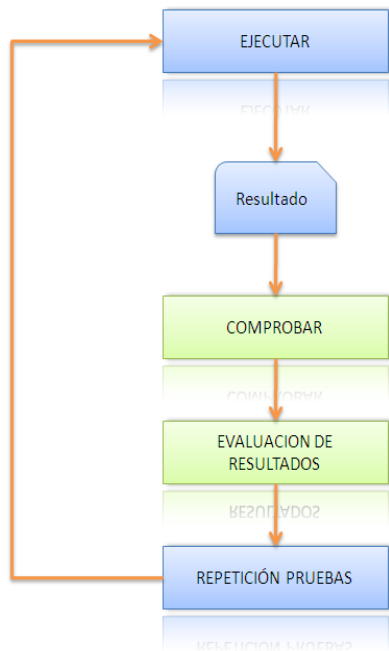 EJECUTAR
Resultado
COMPROBAR
EVALUACION DE
RESULTADOS
REPETICIÓN PRUEBAS